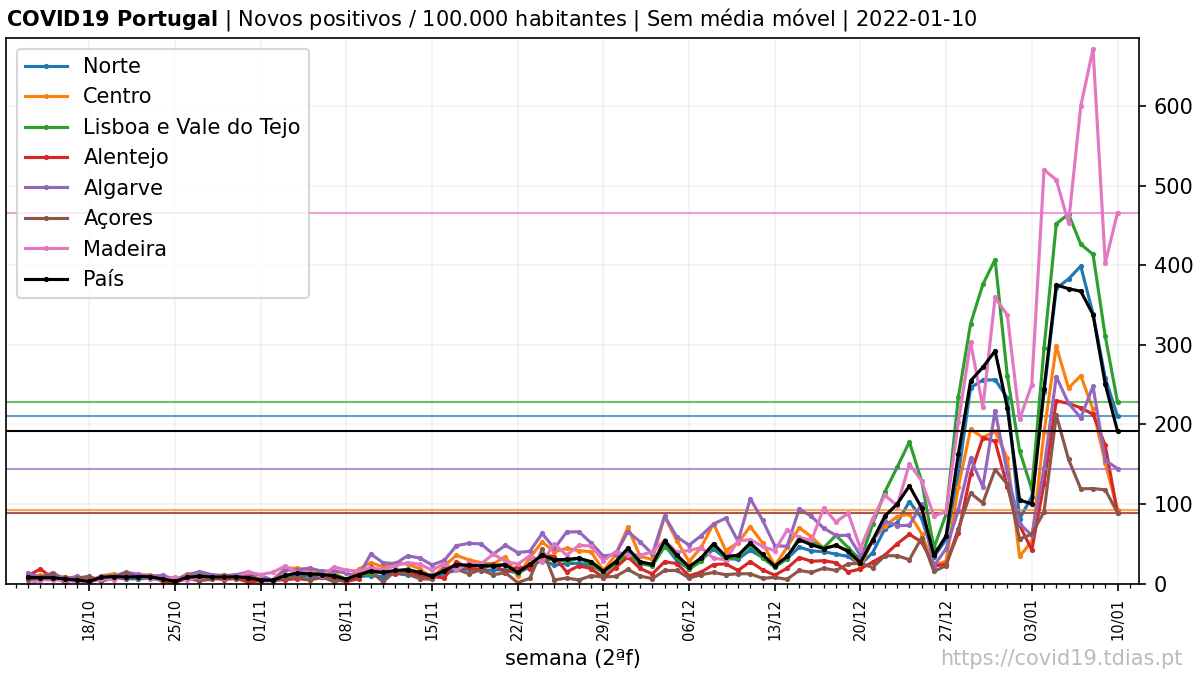 COVID19 Portugal | Novos positivos / 100.000 habitantes | Sem média móvel | 2022-01-10
Norte
Centro
Lisboa e Vale do Tejo
Alentejo
Algarve
Açores
Madeira
País
600
500
400
300
200
100
0
18/10 25/10 01/11 08/11 15/11 22/11 29/11 06/12 13/12 20/12 27/12 03/01 10/01
semana (2ªf)
https://covid19.tdias.pt